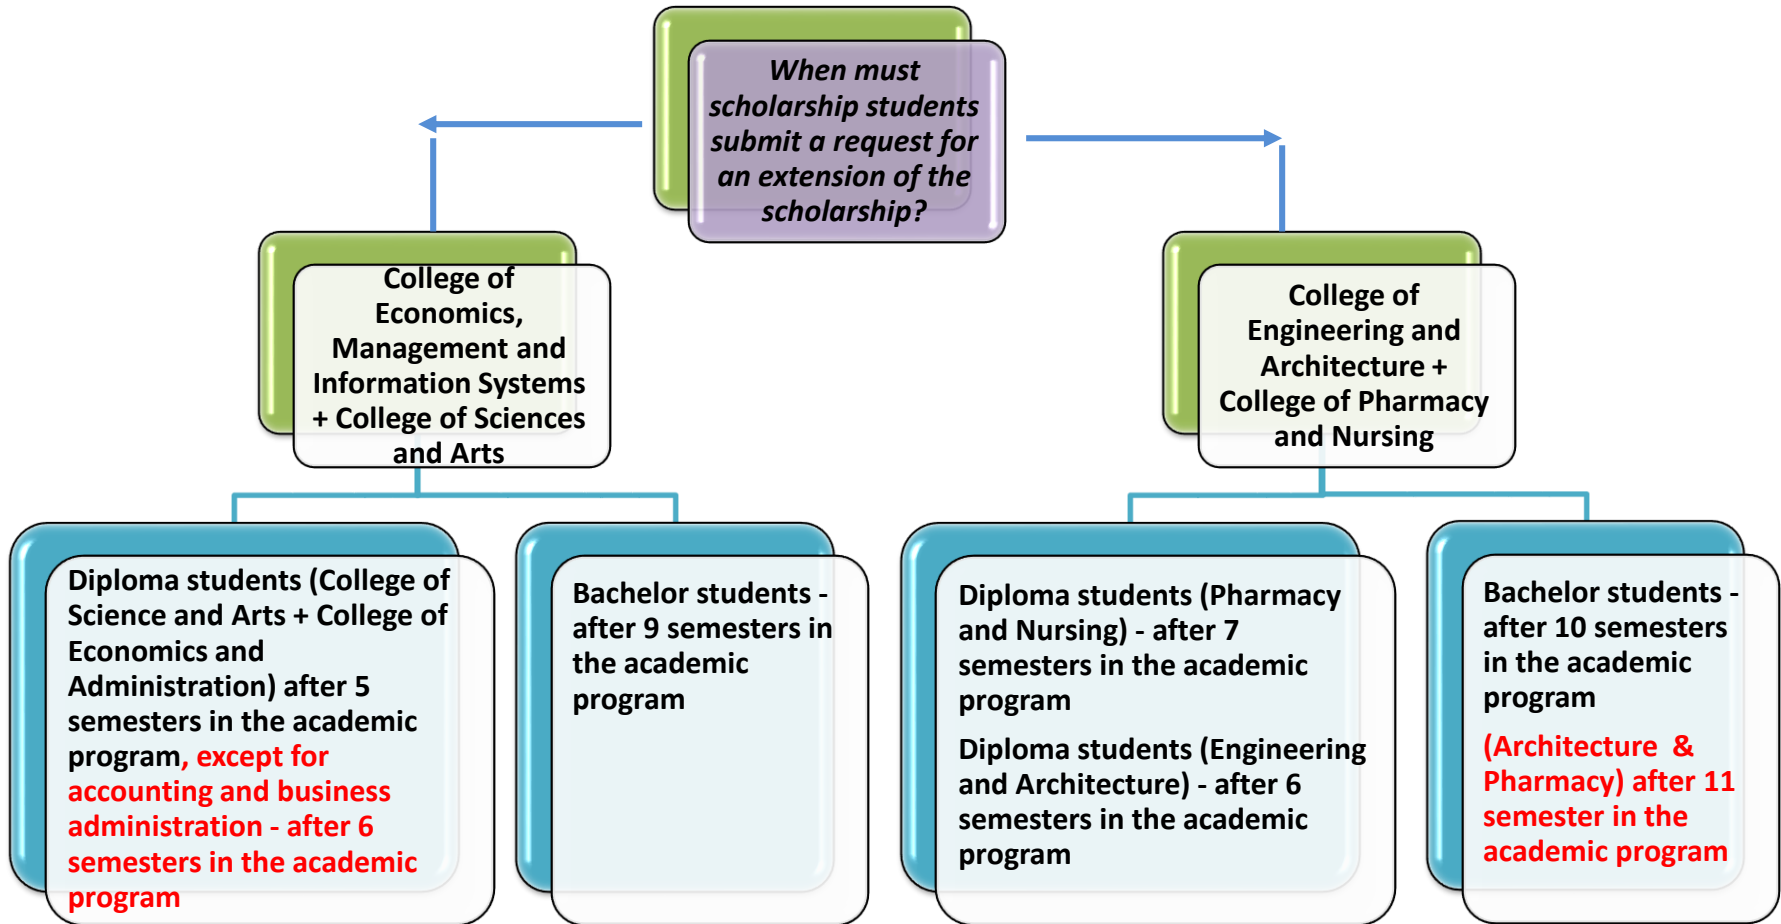 When must
scholarship students
submit a request for
an extension of the
scholarship?
College of
Economics,
Management and
Information Systems
+ College of Sciences
and Arts
College of
Engineering and
Architecture +
College of Pharmacy
and Nursing
Diploma students (College of
Science and Arts + College of
Economics and
Administration) after 5
semesters in the academic
program, except for
accounting and business
administration - after 6
semesters in the academic
program
Bachelor students -
after 9 semesters in
the academic
program
Diploma students (Pharmacy
and Nursing) - after 7
semesters in the academic
program
Diploma students (Engineering
and Architecture) - after 6
semesters in the academic
program
Bachelor students -
after 10 semesters
in the academic
program
(Architecture & 
Pharmacy) after 11
semester in the
academic program